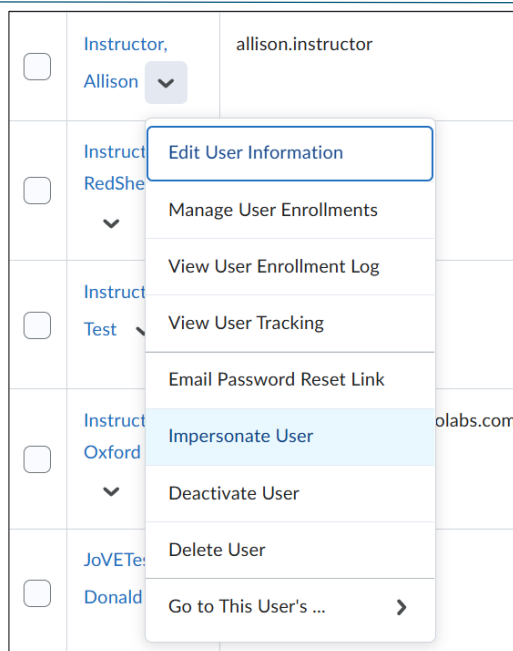 Instructor,
Allison
allison.instructor
Instruct
RedShe
Instruct
Test
Instruct
Oxford
olabs.com
JoVETe
Donald
Edit User Information
Manage User Enrollments
View User Enrollment Log
View User Tracking
Email Password Reset Link
Impersonate User
Deactivate User
Delete User
Go to This User's ...